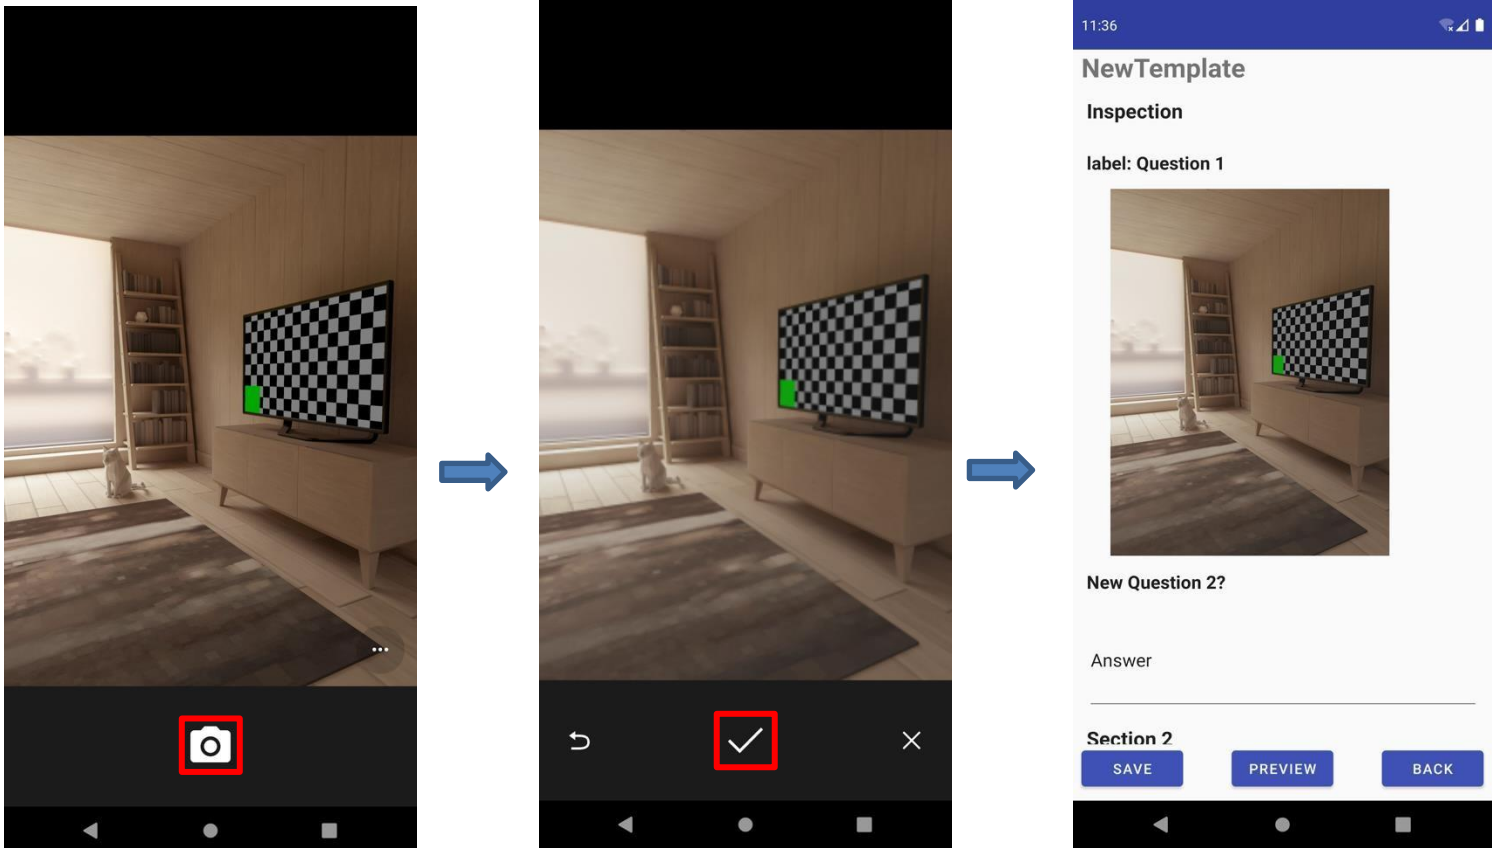 11:36
NewTemplate
Inspection
label: Question 1
New Question 2?
Answer
Section 2
SAVE PREVIEW BACK